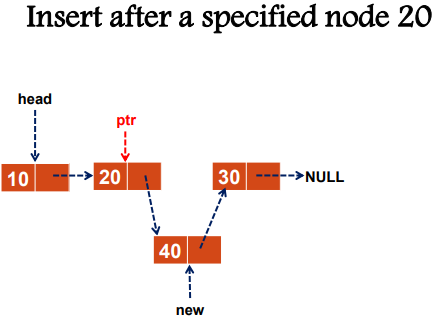 Insert after a specified node 20
head
ptr
10
20
30
NULL
40
new